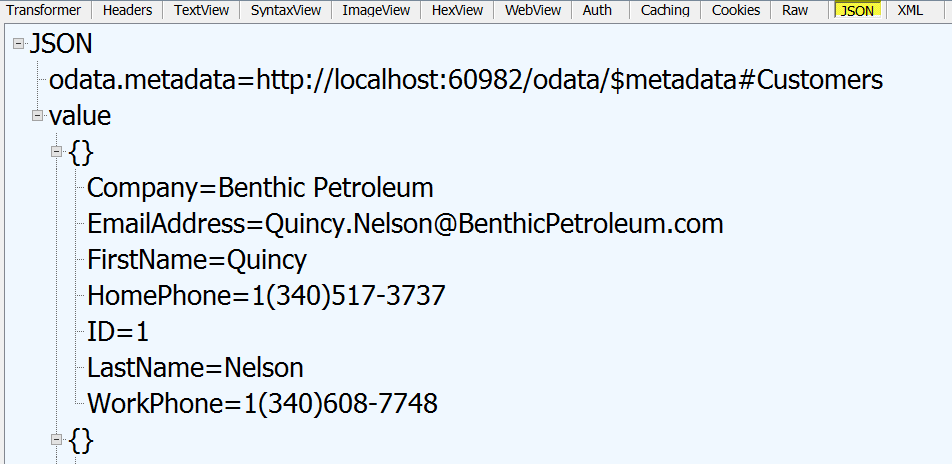 Transformer Headers TextView SyntaxView ImageView HexView WebView Auth Caching Cookies Raw JSON XML
JSON
odata.metadata=http://localhost:60982/odata/$metadata#Customers
value
{}
Company=Benthic Petroleum
EmailAddress=Quincy.Nelson@BenthicPetroleum.com
FirstName=Quincy
HomePhone=1(340)517-3737
ID=1
LastName=Nelson
WorkPhone=1(340)608-7748
{}